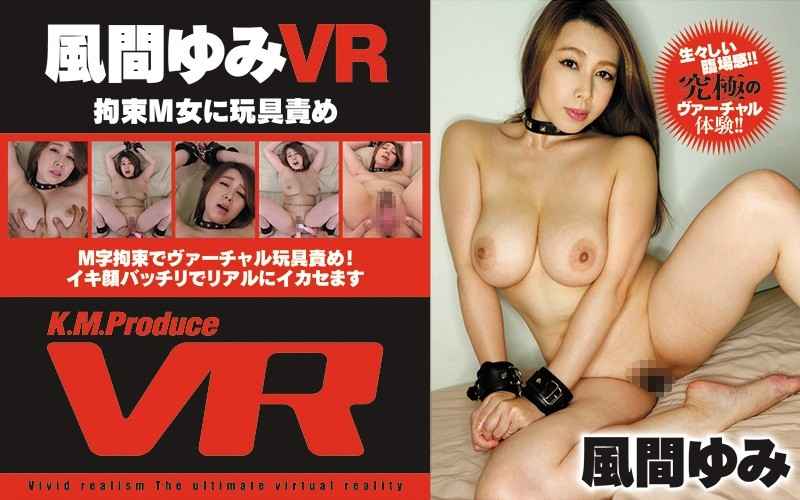 風間ゆみVR
拘束M女に玩具責め
M字拘束でヴァーチャル玩具責め!
イキ顔バッチリでリアルにイカセます
K.M.Produce
VR
Vivid realism The ultimate virtual reality
生々しい
臨場感!!
究極の
ヴァーチャル
体験!!
風間ゆみ